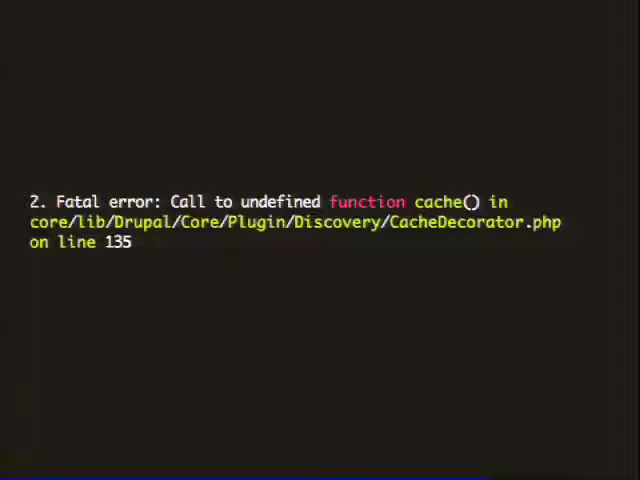 2. Fatal error: Call to undefined function cache() in
core/lib/Drupal/Core/Plugin/Discovery/CacheDecorator.php
on line 135